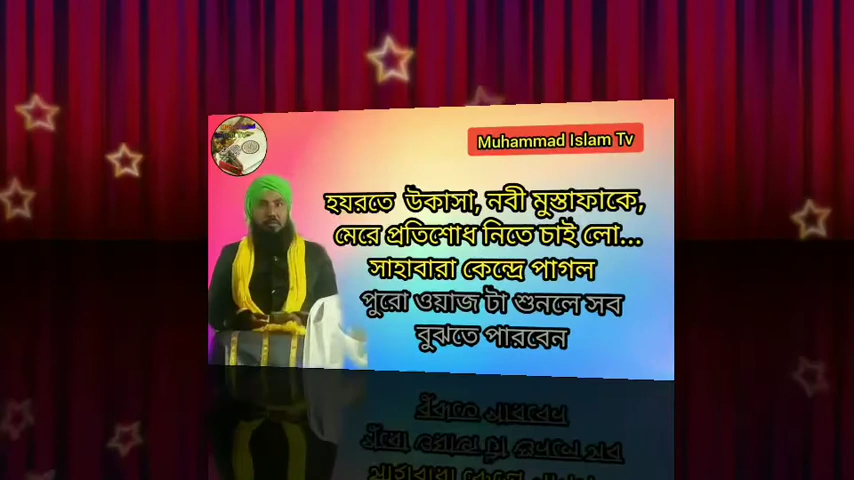 Muhammad Islam Tv
হযরতে উকাসা, নবী মুস্তাফাকে,
মেরে প্রতিশোধ নিতে চাই লো...
সাহাবারা কেন্দ্রে পাগল
পুরো ওয়াজ টা শুনলে সব
বুঝতে পারবেন